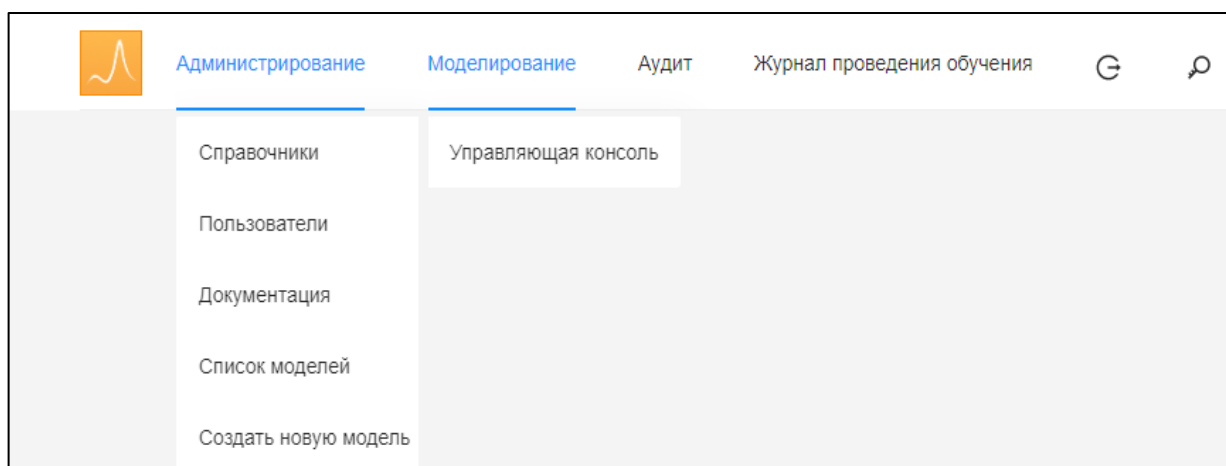 Администрирование Моделирование Аудит Журнал проведения обучения
Справочники Управляющая консоль
Пользователи
Документация
Список моделей
Создать новую модель